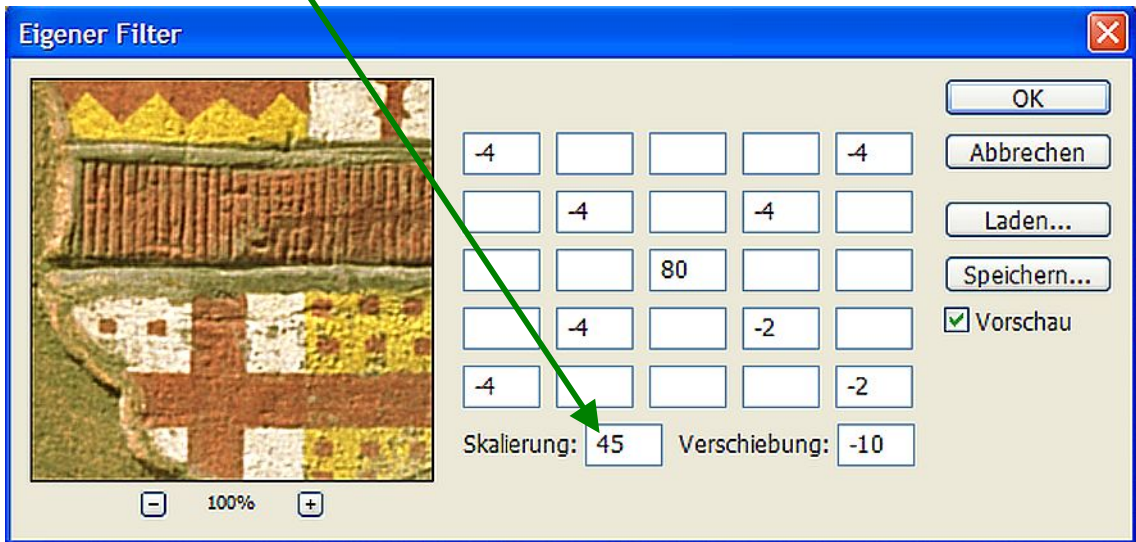 Eigener Filter
OK
-4 -4 Abbrechen
-4 -4 Laden...
80 Speichern...
-4 -2 Vorschau
-4 -2
Skalierung: 45 Verschiebung: -10
- 100% +